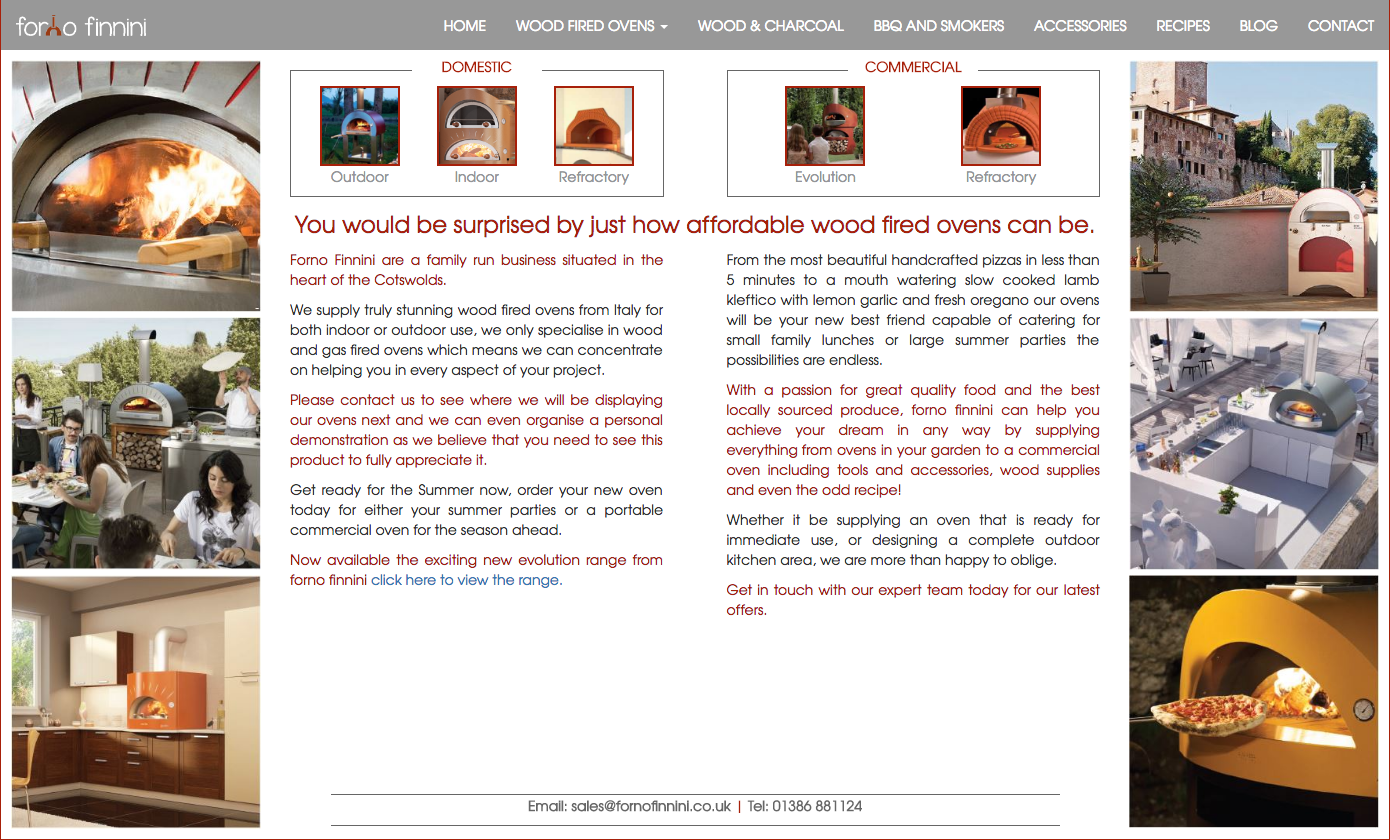 forno finnini
HOME WOOD FIRED OVENS WOOD & CHARCOAL BBQ AND SMOKERS ACCESSORIES RECIPES BLOG CONTACT
DOMESTIC
Outdoor Indoor Refractory
COMMERCIAL
Evolution Refractory
You would be surprised by just how affordable wood fired ovens can be.
Forno Finnini are a family run business situated in the
heart of the Cotswolds.
We supply truly stunning wood fired ovens from Italy for
both indoor or outdoor use, we only specialise in wood
and gas fired ovens which means we can concentrate
on helping you in every aspect of your project.
Please contact us to see where we will be displaying
our ovens next and we can even organise a personal
demonstration as we believe that you need to see this
product to fully appreciate it.
Get ready for the Summer now, order your new oven
today for either your summer parties or a portable
commercial oven for the season ahead.
Now available the exciting new evolution range from
forno finnini click here to view the range.
From the most beautiful handcrafted pizzas in less than
5 minutes to a mouth watering slow cooked lamb
kleftico with lemon garlic and fresh oregano our ovens
will be your new best friend capable of catering for
small family lunches or large summer parties the
possibilities are endless.
With a passion for great quality food and the best
locally sourced produce, forno finnini can help you
achieve your dream in any way by supplying
everything from ovens in your garden to a commercial
oven including tools and accessories, wood supplies
and even the odd recipe!
Whether it be supplying an oven that is ready for
immediate use, or designing a complete outdoor
kitchen area, we are more than happy to oblige.
Get in touch with our expert team today for our latest
offers.
Email: sales@fornofinnini.co.uk | Tel: 01386 881124